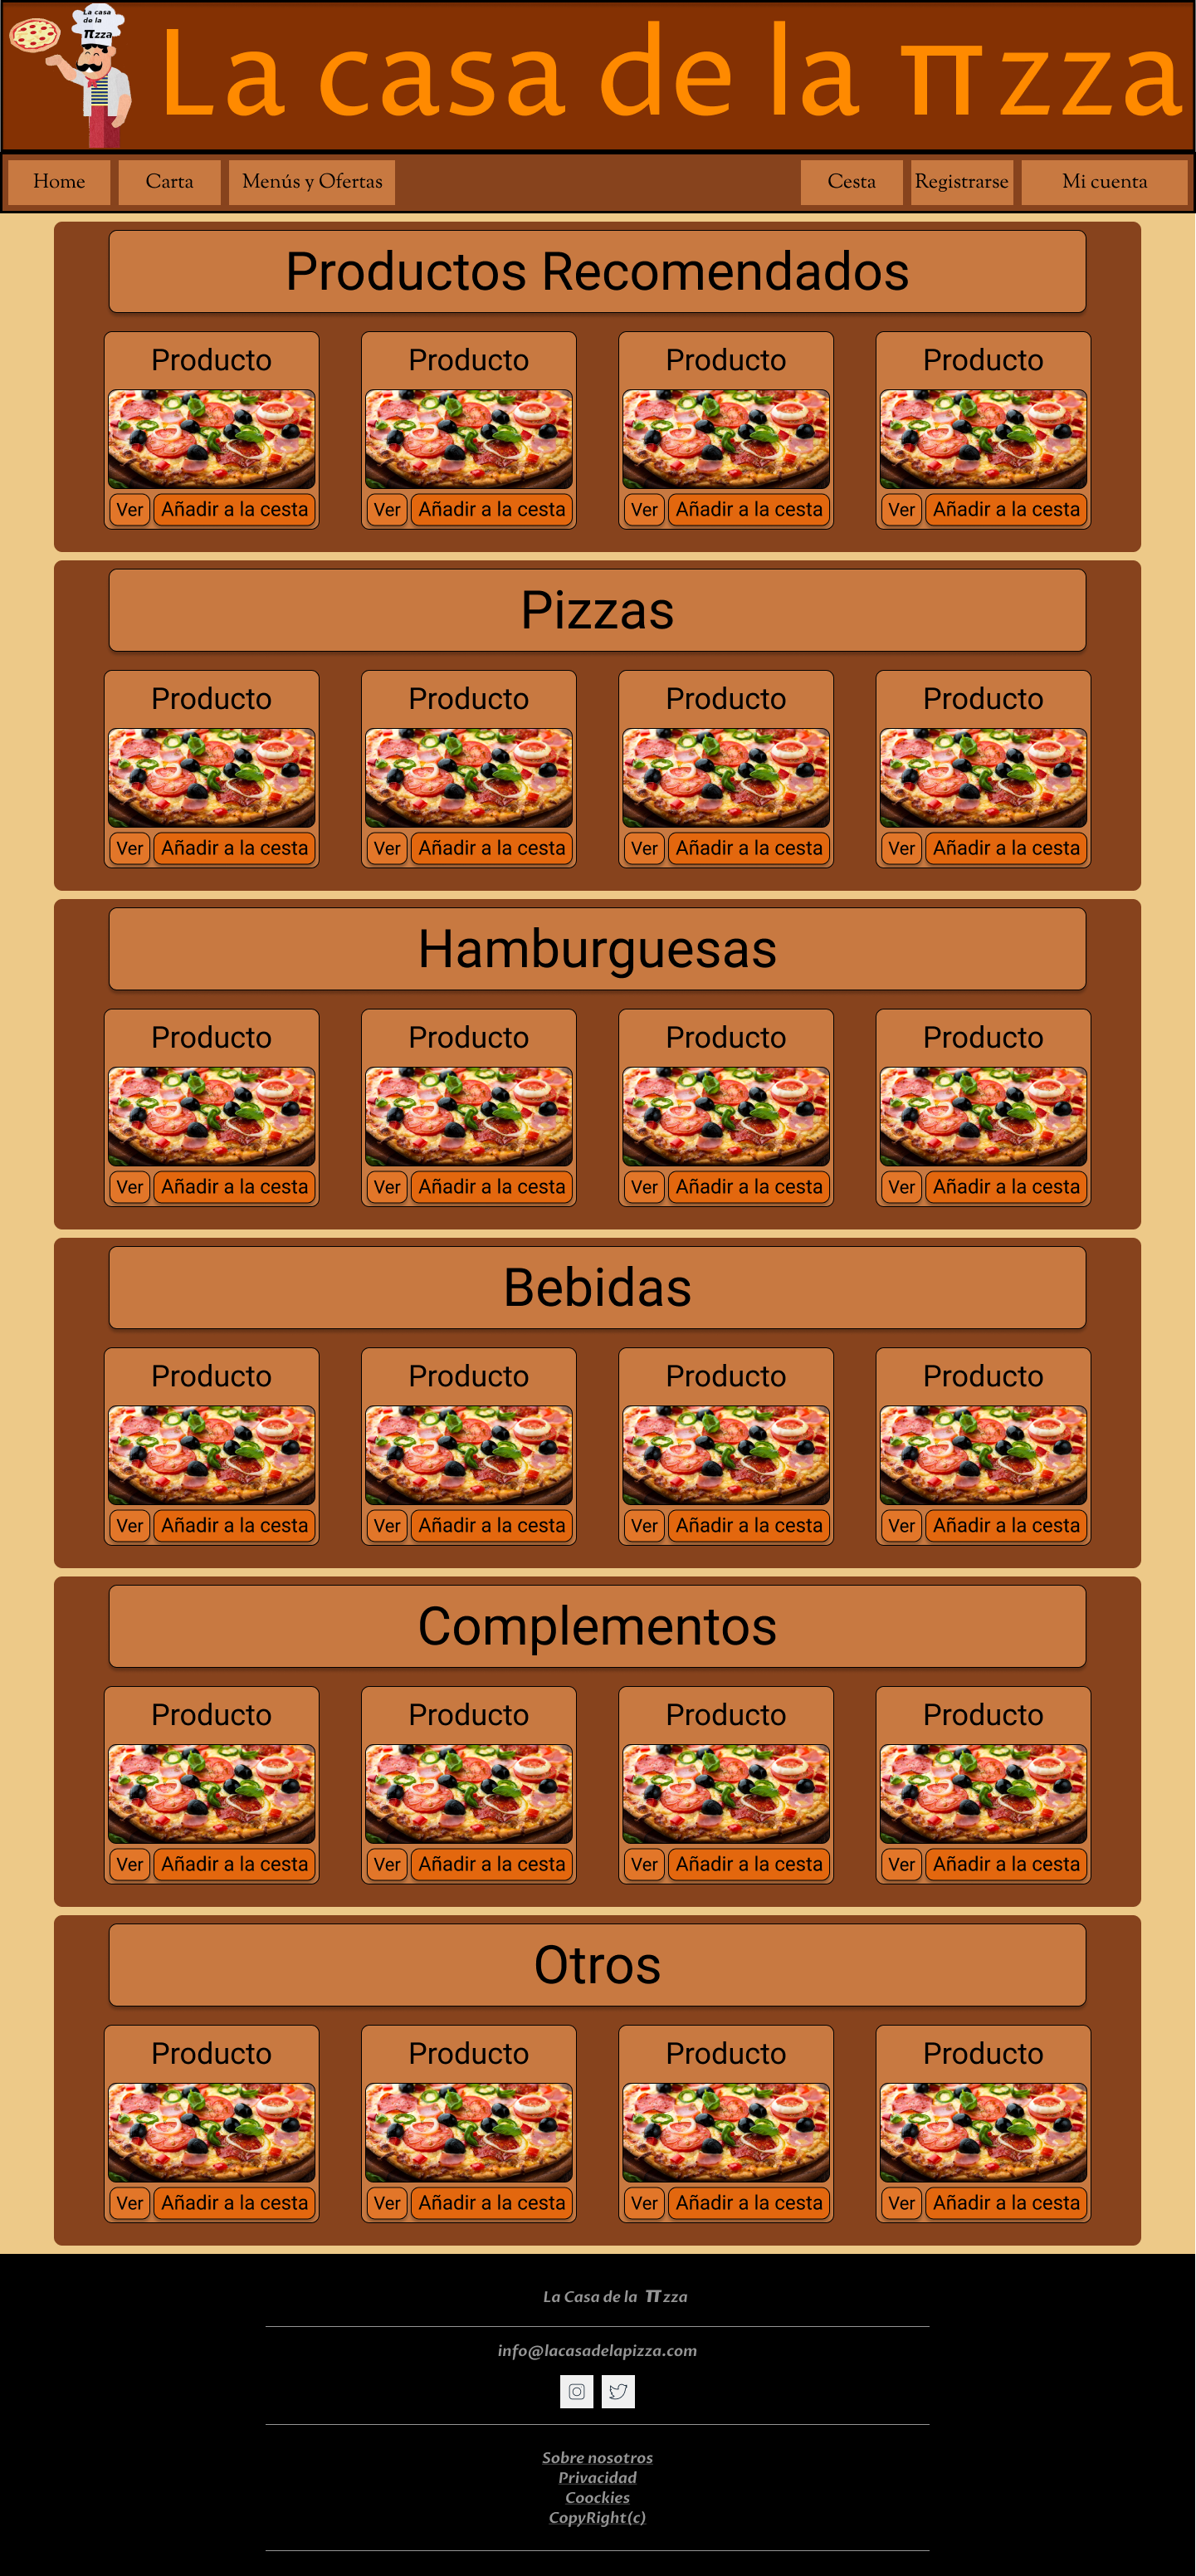 La casa
de la
πzza
La casa de la πzza
Home Carta Menús y Ofertas Cesta Registrarse Mi cuenta
Productos Recomendados
Producto Producto Producto Producto
Ver Añadir a la cesta Ver Añadir a la cesta Ver Añadir a la cesta Ver Añadir a la cesta
Pizzas
Producto Producto Producto Producto
Ver Añadir a la cesta Ver Añadir a la cesta Ver Añadir a la cesta Ver Añadir a la cesta
Hamburguesas
Producto Producto Producto Producto
Ver Añadir a la cesta Ver Añadir a la cesta Ver Añadir a la cesta Ver Añadir a la cesta
Bebidas
Producto Producto Producto Producto
Ver Añadir a la cesta Ver Añadir a la cesta Ver Añadir a la cesta Ver Añadir a la cesta
Complementos
Producto Producto Producto Producto
Ver Añadir a la cesta Ver Añadir a la cesta Ver Añadir a la cesta Ver Añadir a la cesta
Otros
Producto Producto Producto Producto
Ver Añadir a la cesta Ver Añadir a la cesta Ver Añadir a la cesta Ver Añadir a la cesta
La Casa de la πzza
info@lacasadelapizza.com
Sobre nosotros
Privacidad
Coockies
CopyRight(c)